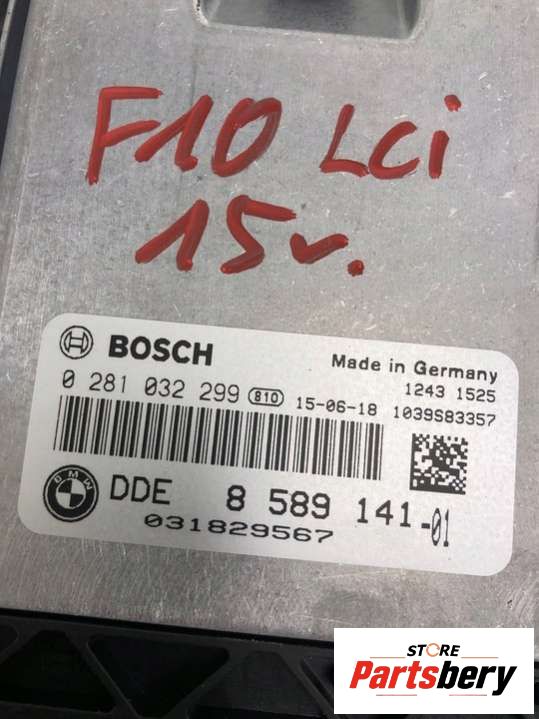 F10 LCi
15v.
BOSCH
Made in Germany
0 281 032 299 810 15-06-18
1243 1525
1039S83357
BMW
DDE 8 589 141-01
031829567
STORE
Partsbery